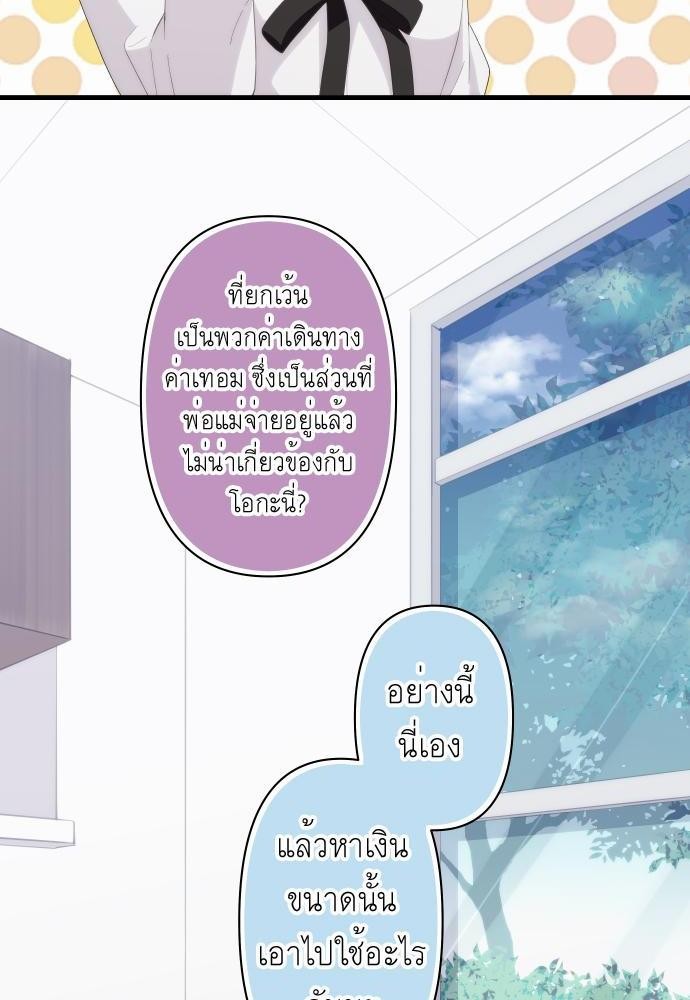 ที่ยกเว้น
เป็นพวกค่าเดินทาง
ค่าเทอม ซึ่งเป็นส่วนที่
พ่อแม่จ่ายอยู่แล้ว
ไม่น่าเกี่ยวข้องกับ
โอกะนี่?
อย่างนี้
นี่เอง
แล้วหาเงิน
ขนาดนั้น
เอาไปใช้อะไร